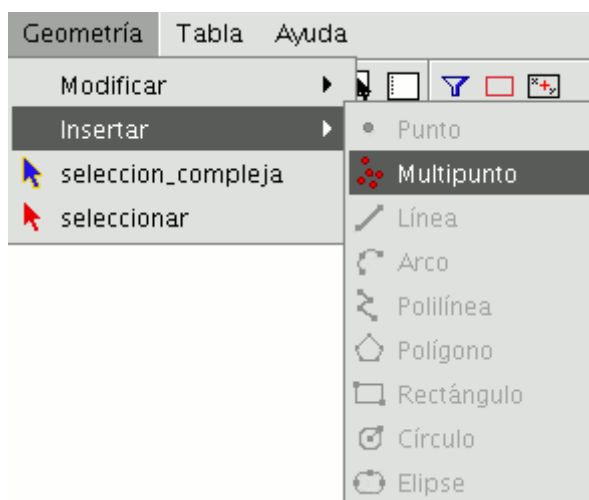 Geometría Tabla Ayuda
Modificar
Insertar
seleccion_compleja
seleccionar
Punto
Multipunto
Línea
Arco
Polilínea
Polígono
Rectángulo
Círculo
Elipse